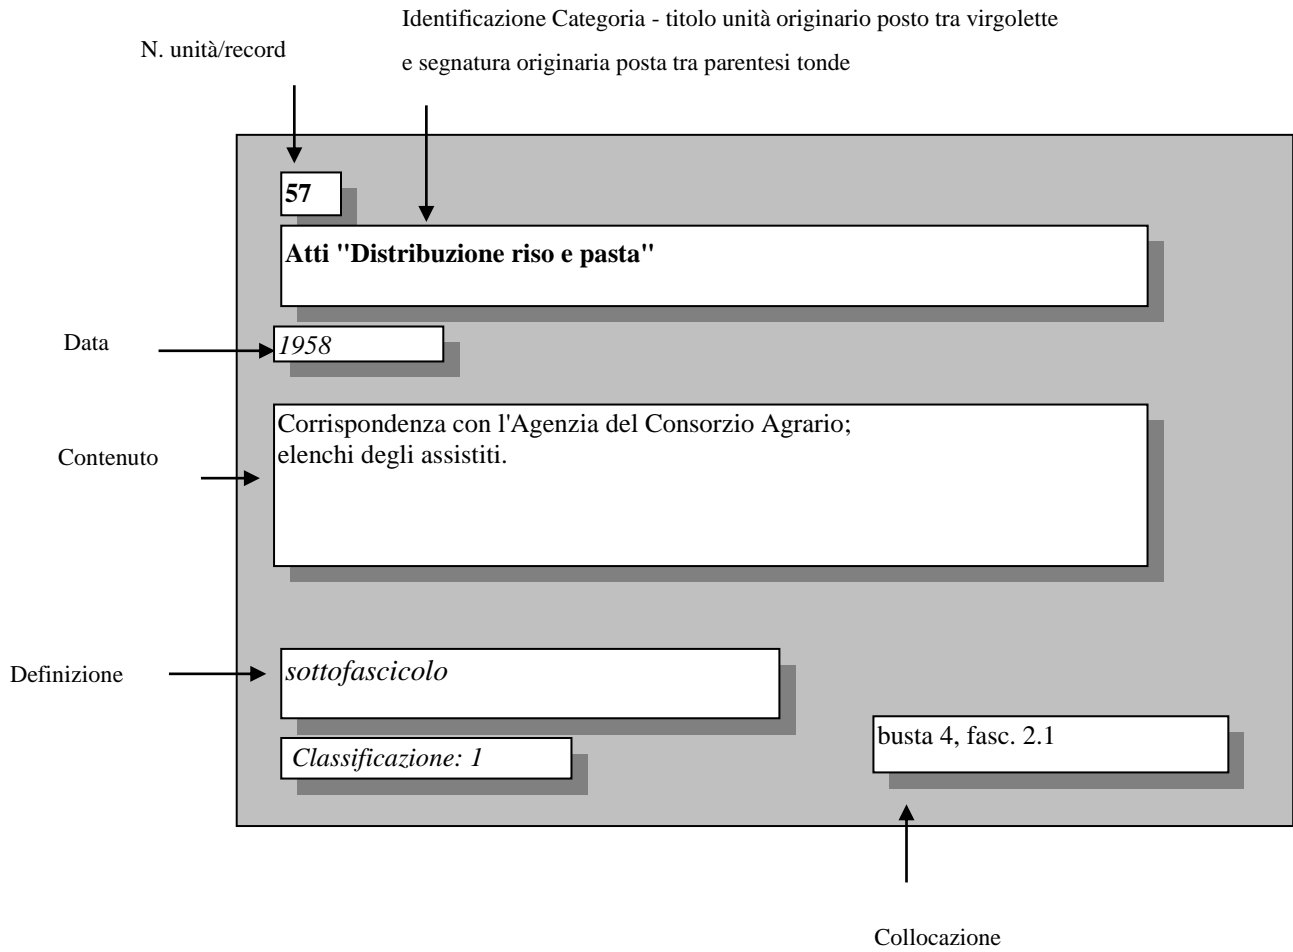 Identificazione Categoria - titolo unità originario posto tra virgolette
e segnatura originaria posta tra parentesi tonde
N. unità/record
57
Atti "Distribuzione riso e pasta"
Data
1958
Contenuto
Corrispondenza con l'Agenzia del Consorzio Agrario;
elenchi degli assistiti.
Definizione
sottofascicolo
Classificazione: 1
busta 4, fasc. 2.1
Collocazione